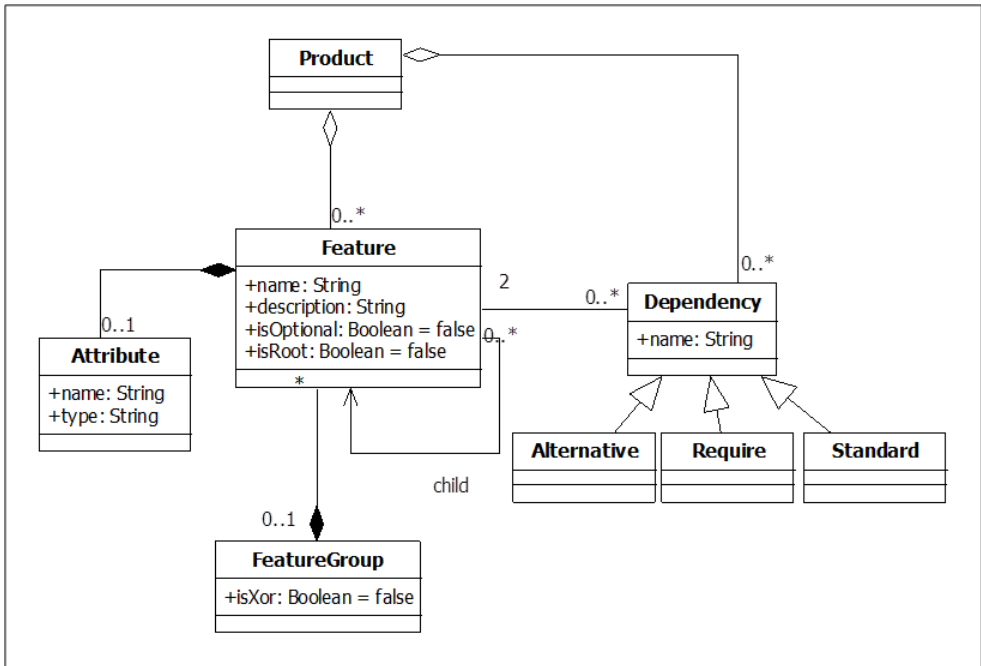 Product
0..*
Feature
+name: String
+description: String
+isOptional: Boolean = false
+isRoot: Boolean = false
2
0..*
0..*
0..*
Dependency
+name: String
0..1
Attribute
+name: String
+type: String
*
Alternative
Require
Standard
child
0..1
FeatureGroup
+isXor: Boolean = false